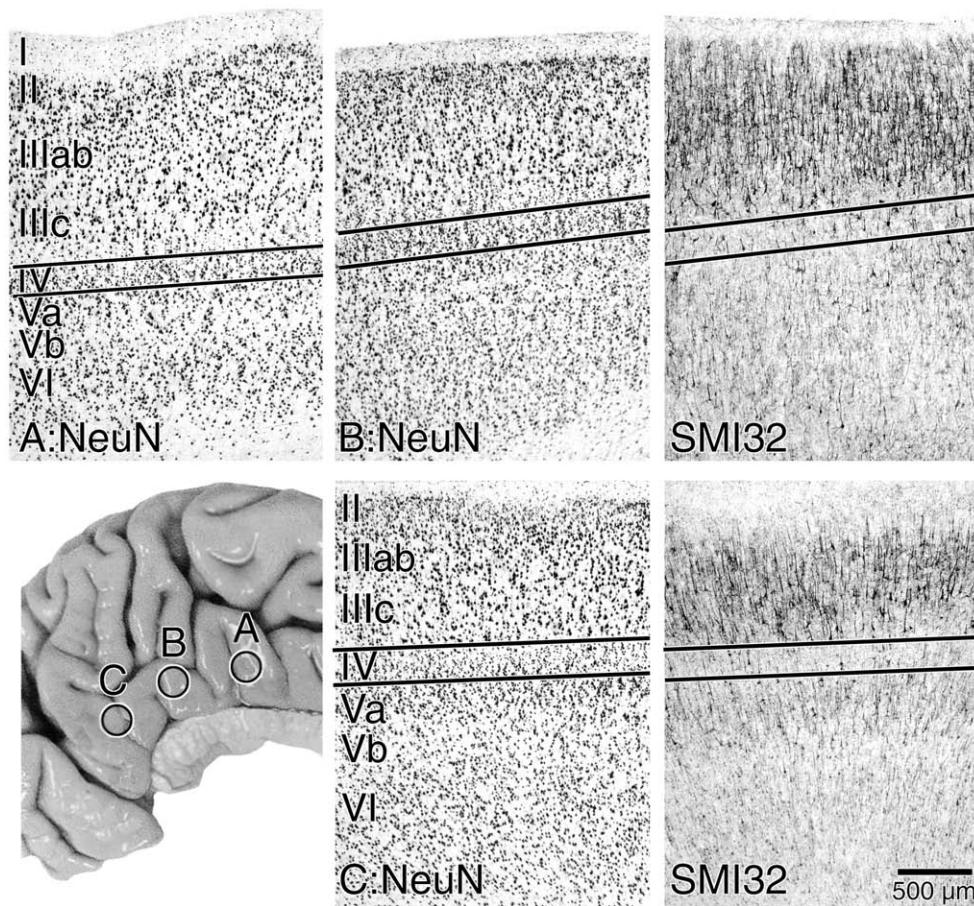 I
II
IIIab
IIIc
IV
Va
Vb
VI
A:NeuN
B:NeuN
SMI32
A
B
C
II
IIIab
IIIc
IV
Va
Vb
VI
C:NeuN
SMI32
500 µm